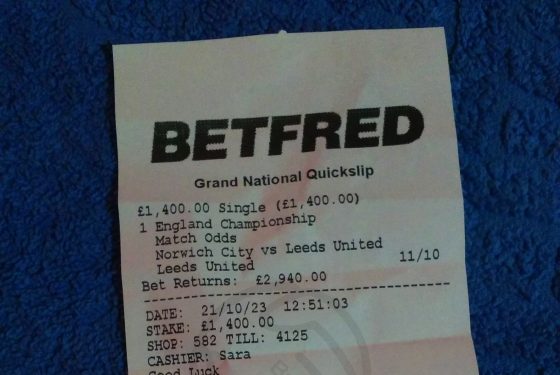 BETFRED
Grand National Quickslip
£1,400.00 Single (£1,400.00)
1 England Championship
Match Odds
Norwich City vs Leeds United
Leeds United 11/10
Bet Returns: £2,940.00
DATE: 21/10/23 12:51:03
STAKE: £1,400.00
SHOP: 582 TILL: 4125
CASHIER: Sara
Good Luck